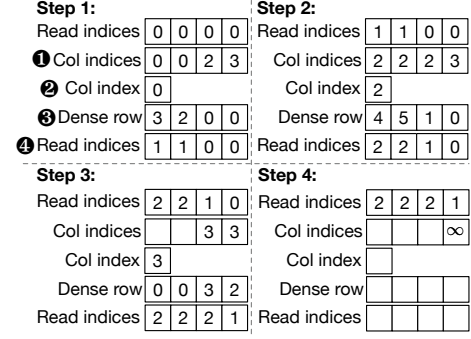 Step 1:
Read indices 0 0 0 0
❶ Col indices 0 0 2 3
❷ Col index 0
❸ Dense row 3 2 0 0
❹ Read indices 1 1 0 0
Step 2:
Read indices 1 1 0 0
Col indices 2 2 2 3
Col index 2
Dense row 4 5 1 0
Read indices 2 2 1 0
Step 3:
Read indices 2 2 1 0
Col indices 3 3
Col index 3
Dense row 0 0 3 2
Read indices 2 2 2 1
Step 4:
Read indices 2 2 2 1
Col indices ∞
Col index
Dense row
Read indices